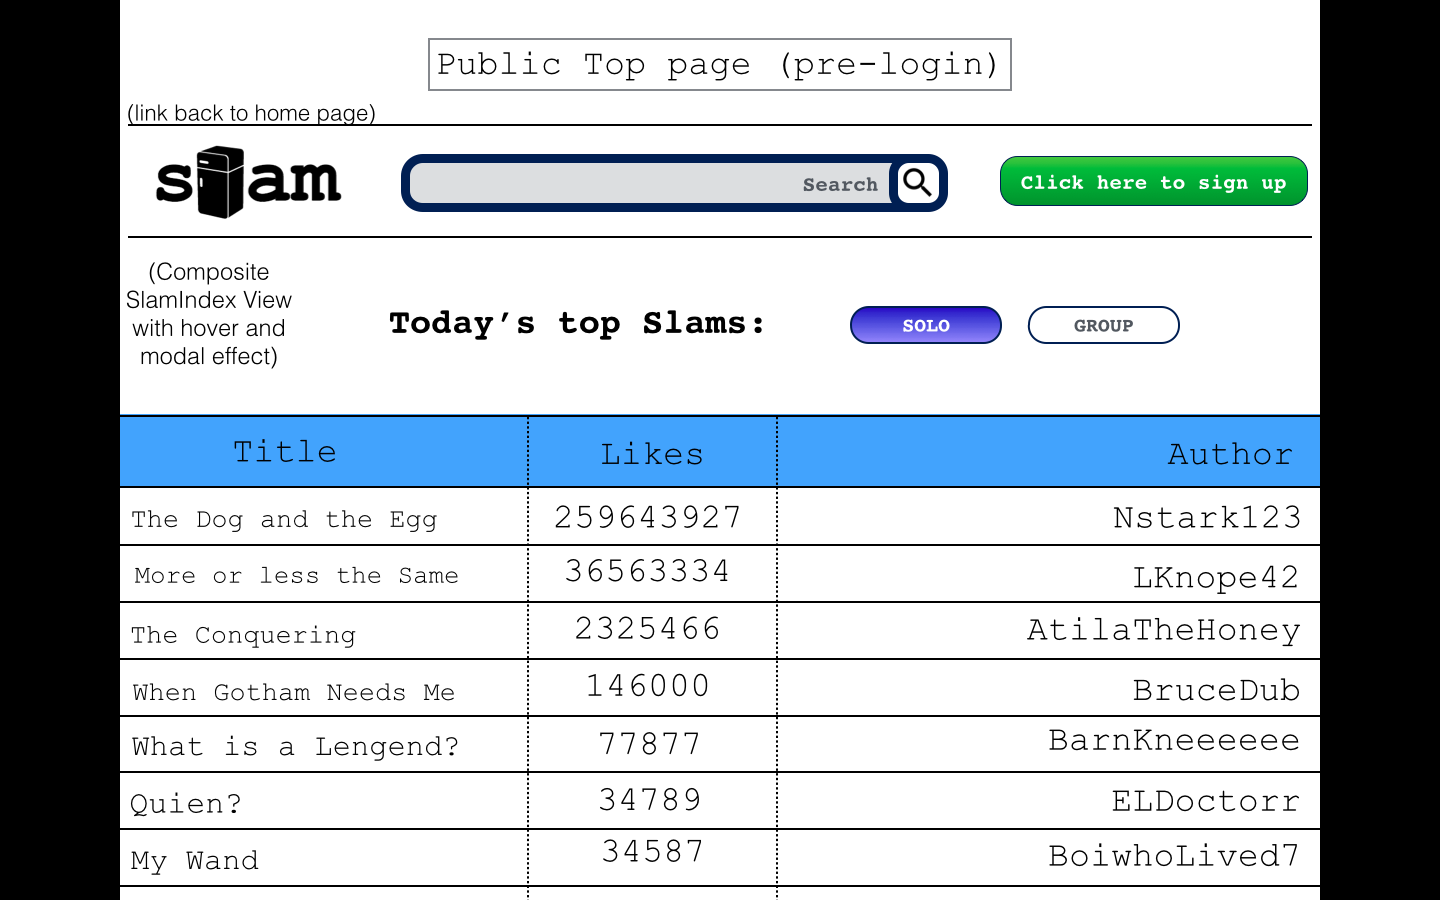 Public Top page (pre-login)
(link back to home page)
slam
Search
Click here to sign up
(Composite
SlamIndex View
with hover and
modal effect)
Today’s top Slams:
SOLO
GROUP
Title Likes Author
The Dog and the Egg 259643927 Nstark123
More or less the Same 36563334 LKnope42
The Conquering 2325466 AtilaTheHoney
When Gotham Needs Me 146000 BruceDub
What is a Lengend? 77877 BarnKneeeeee
Quien? 34789 ELDoctorr
My Wand 34587 BoiwhoLived7